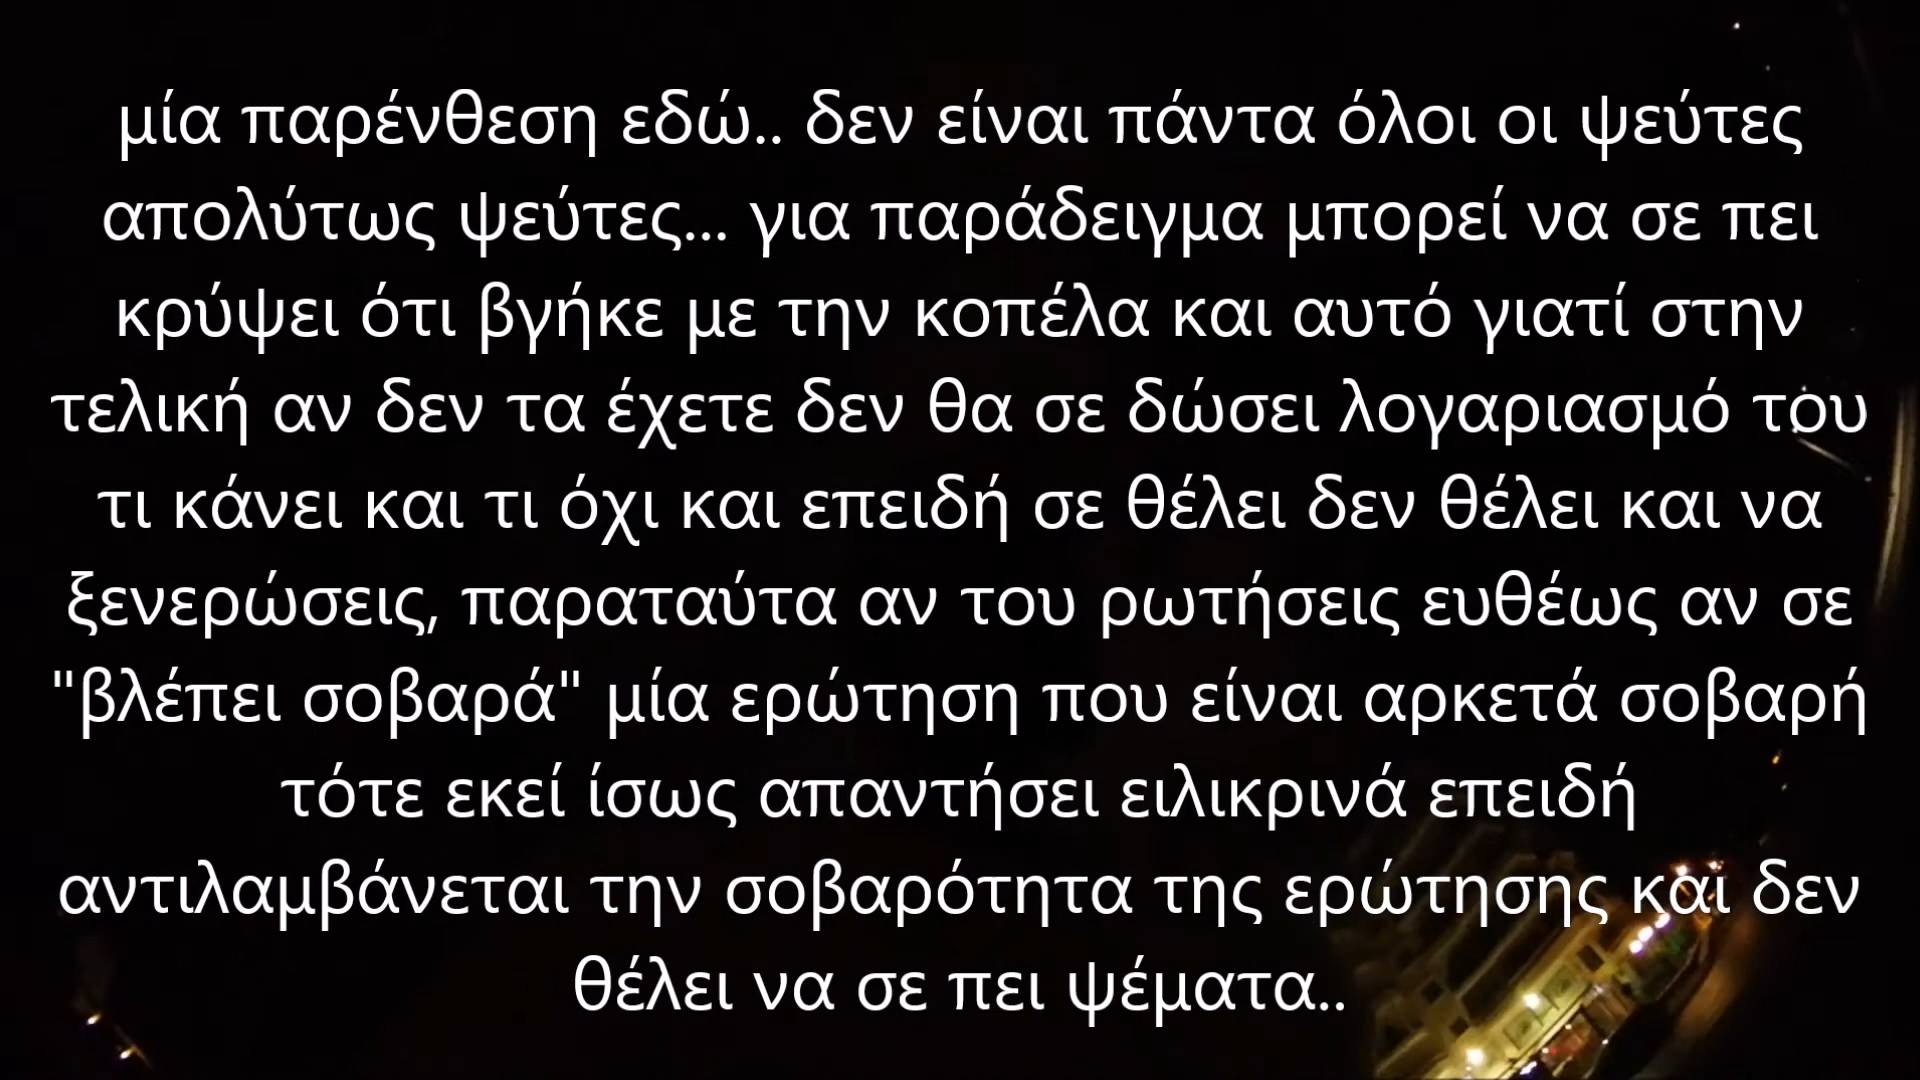 μία παρένθεση εδώ.. δεν είναι πάντα όλοι οι ψεύτες
απολύτως ψεύτες... για παράδειγμα μπορεί να σε πει
κρύψει ότι βγήκε με την κοπέλα και αυτό γιατί στην
τελική αν δεν τα έχετε δεν θα σε δώσει λογαριασμό του
τι κάνει και τι όχι και επειδή σε θέλει δεν θέλει και να
ξενερώσεις, παραταύτα αν του ρωτήσεις ευθέως αν σε
"βλέπει σοβαρά" μία ερώτηση που είναι αρκετά σοβαρή
τότε εκεί ίσως απαντήσει ειλικρινά επειδή
αντιλαμβάνεται την σοβαρότητα της ερώτησης και δεν
θέλει να σε πει ψέματα..